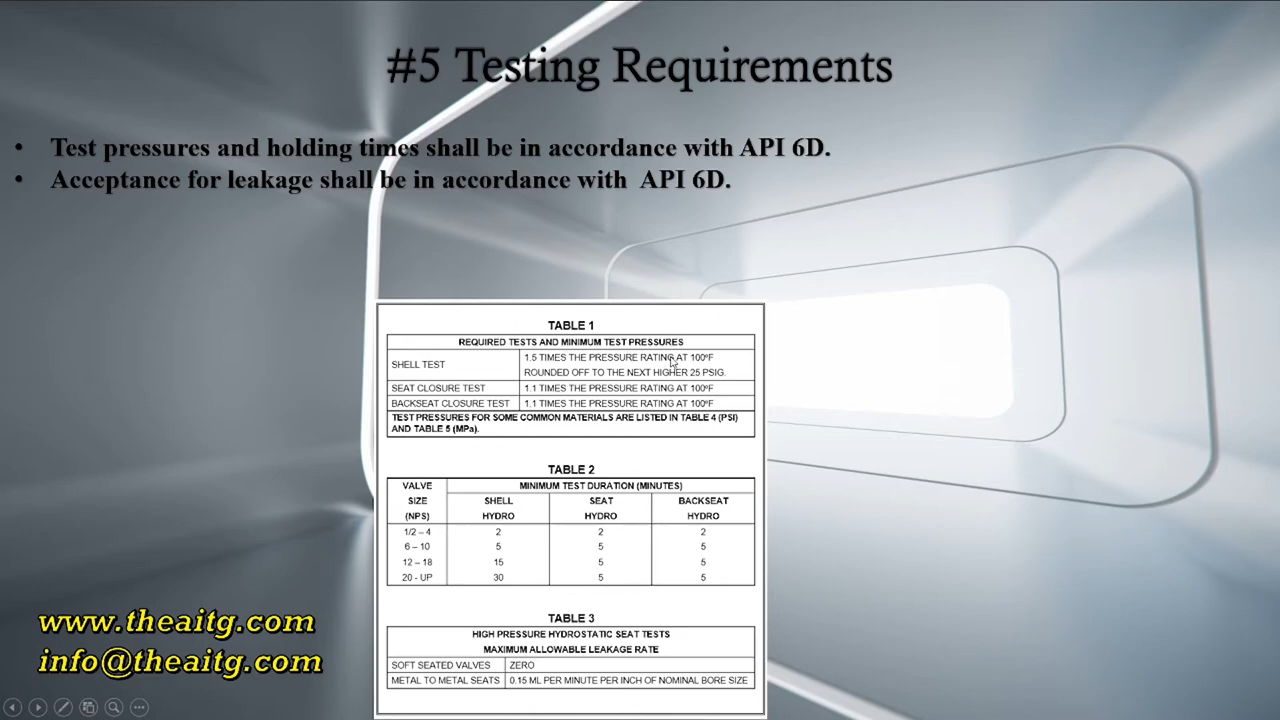 #5 Testing Requirements
• Test pressures and holding times shall be in accordance with API 6D.
• Acceptance for leakage shall be in accordance with API 6D.
TABLE 1
REQUIRED TESTS AND MINIMUM TEST PRESSURES
SHELL TEST
1.5 TIMES THE PRESSURE RATING AT 100ºF
ROUNDED OFF TO THE NEXT HIGHER 25 PSIG.
SEAT CLOSURE TEST 1.1 TIMES THE PRESSURE RATING AT 100ºF
BACKSEAT CLOSURE TEST 1.1 TIMES THE PRESSURE RATING AT 100ºF
TEST PRESSURES FOR SOME COMMON MATERIALS ARE LISTED IN TABLE 4 (PSI)
AND TABLE 5 (MPa).
TABLE 2
VALVE MINIMUM TEST DURATION (MINUTES)
SIZE SHELL SEAT BACKSEAT
(NPS) HYDRO HYDRO HYDRO
1/2 – 4 2 2 2
6 – 10 5 5 5
12 – 18 15 5 5
20 - UP 30 5 5
TABLE 3
HIGH PRESSURE HYDROSTATIC SEAT TESTS
MAXIMUM ALLOWABLE LEAKAGE RATE
SOFT SEATED VALVES ZERO
METAL TO METAL SEATS 0.15 ML PER MINUTE PER INCH OF NOMINAL BORE SIZE
www.theaitg.com
info@theaitg.com